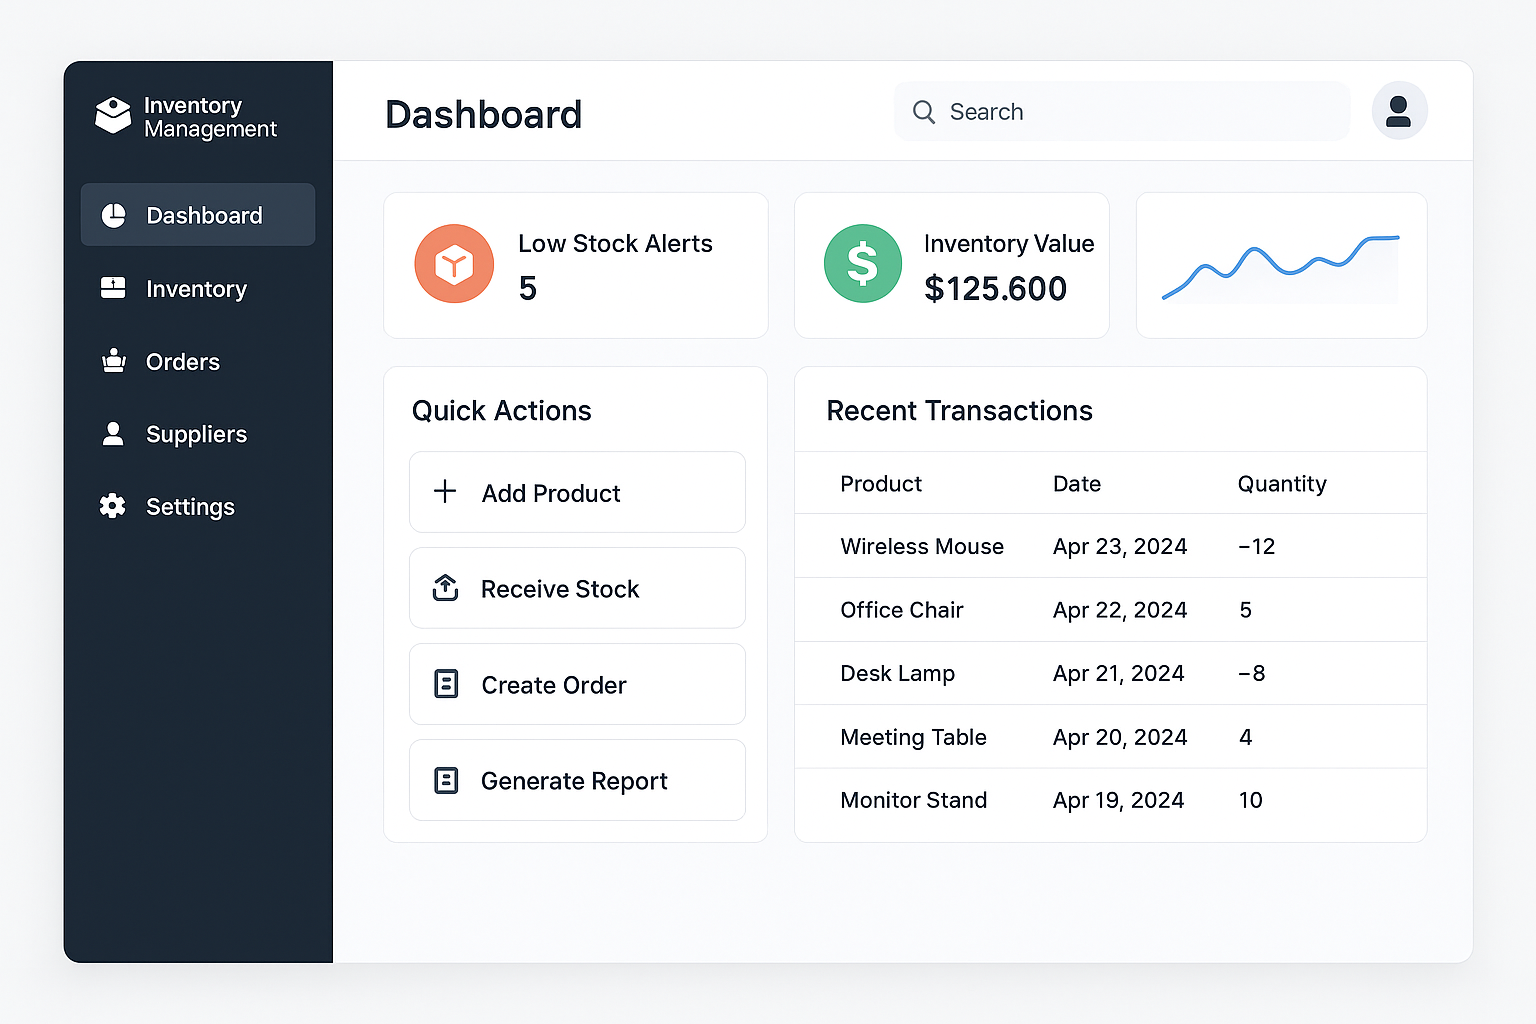 Inventory
Management
Dashboard
Inventory
Orders
Suppliers
Settings
Dashboard
Search
Low Stock Alerts
5
Inventory Value
$125.600
Quick Actions
Add Product
Receive Stock
Create Order
Generate Report
Recent Transactions
Product Date Quantity
Wireless Mouse Apr 23, 2024 −12
Office Chair Apr 22, 2024 5
Desk Lamp Apr 21, 2024 −8
Meeting Table Apr 20, 2024 4
Monitor Stand Apr 19, 2024 10